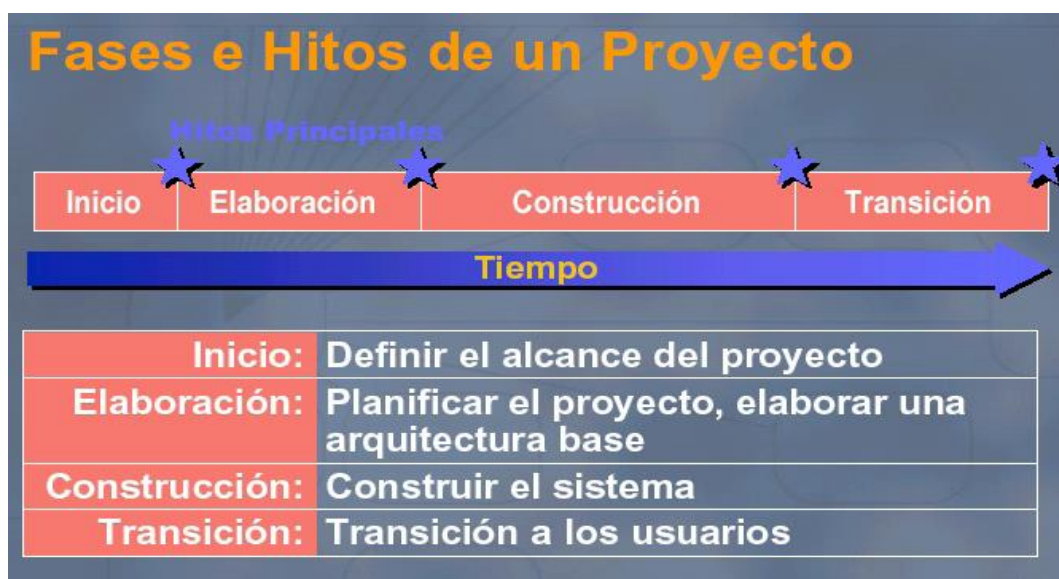 Fases e Hitos de un Proyecto
Hitos Principales
Inicio Elaboración Construcción Transición
Tiempo
Inicio: Definir el alcance del proyecto
Elaboración: Planificar el proyecto, elaborar una
arquitectura base
Construcción: Construir el sistema
Transición: Transición a los usuarios